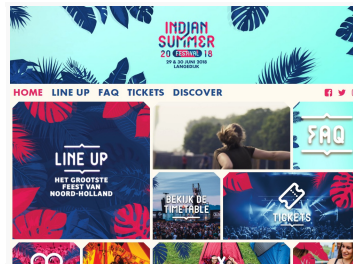 INDIAN
SUMMER
20 FESTIVAL 18
29 & 30 JUNI 2018
LANGEDIJK
HOME LINE UP FAQ TICKETS DISCOVER
LINE UP
HET GROOTSTE
FEEST VAN
NOORD-HOLLAND
FAQ
BEKIJK DE
TIMETABLE
TICKETS